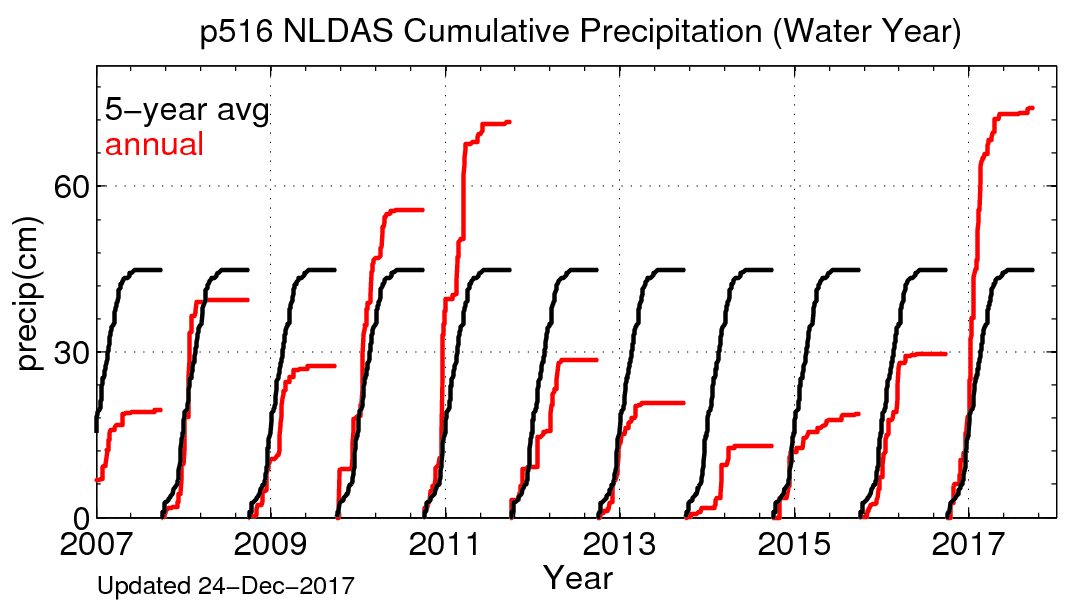 p516 NLDAS Cumulative Precipitation (Water Year)
5−year avg
annual
60
30
0
precip(cm)
2007 2009 2011 2013 2015 2017
Year
Updated 24−Dec−2017